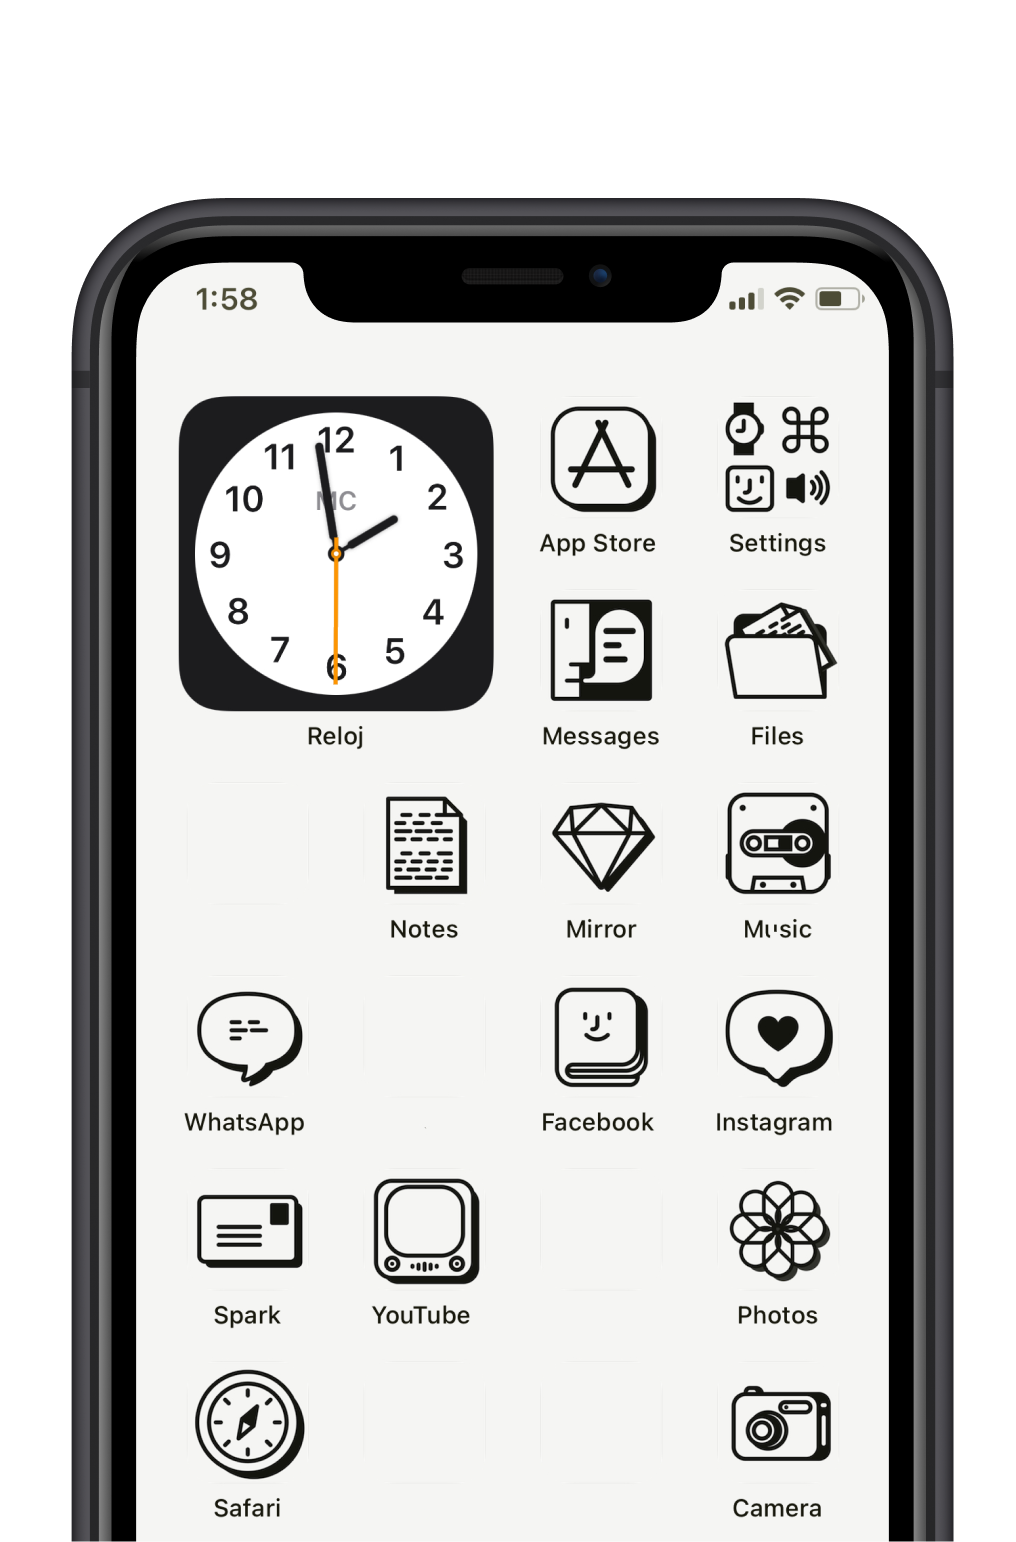 1:58
12
11
1
MC
10
2
9
3
8
4
7
5
6
App Store
Settings
Reloj
Messages
Files
Notes
Mirror
Music
WhatsApp
Facebook
Instagram
Spark
YouTube
Photos
Safari
Camera